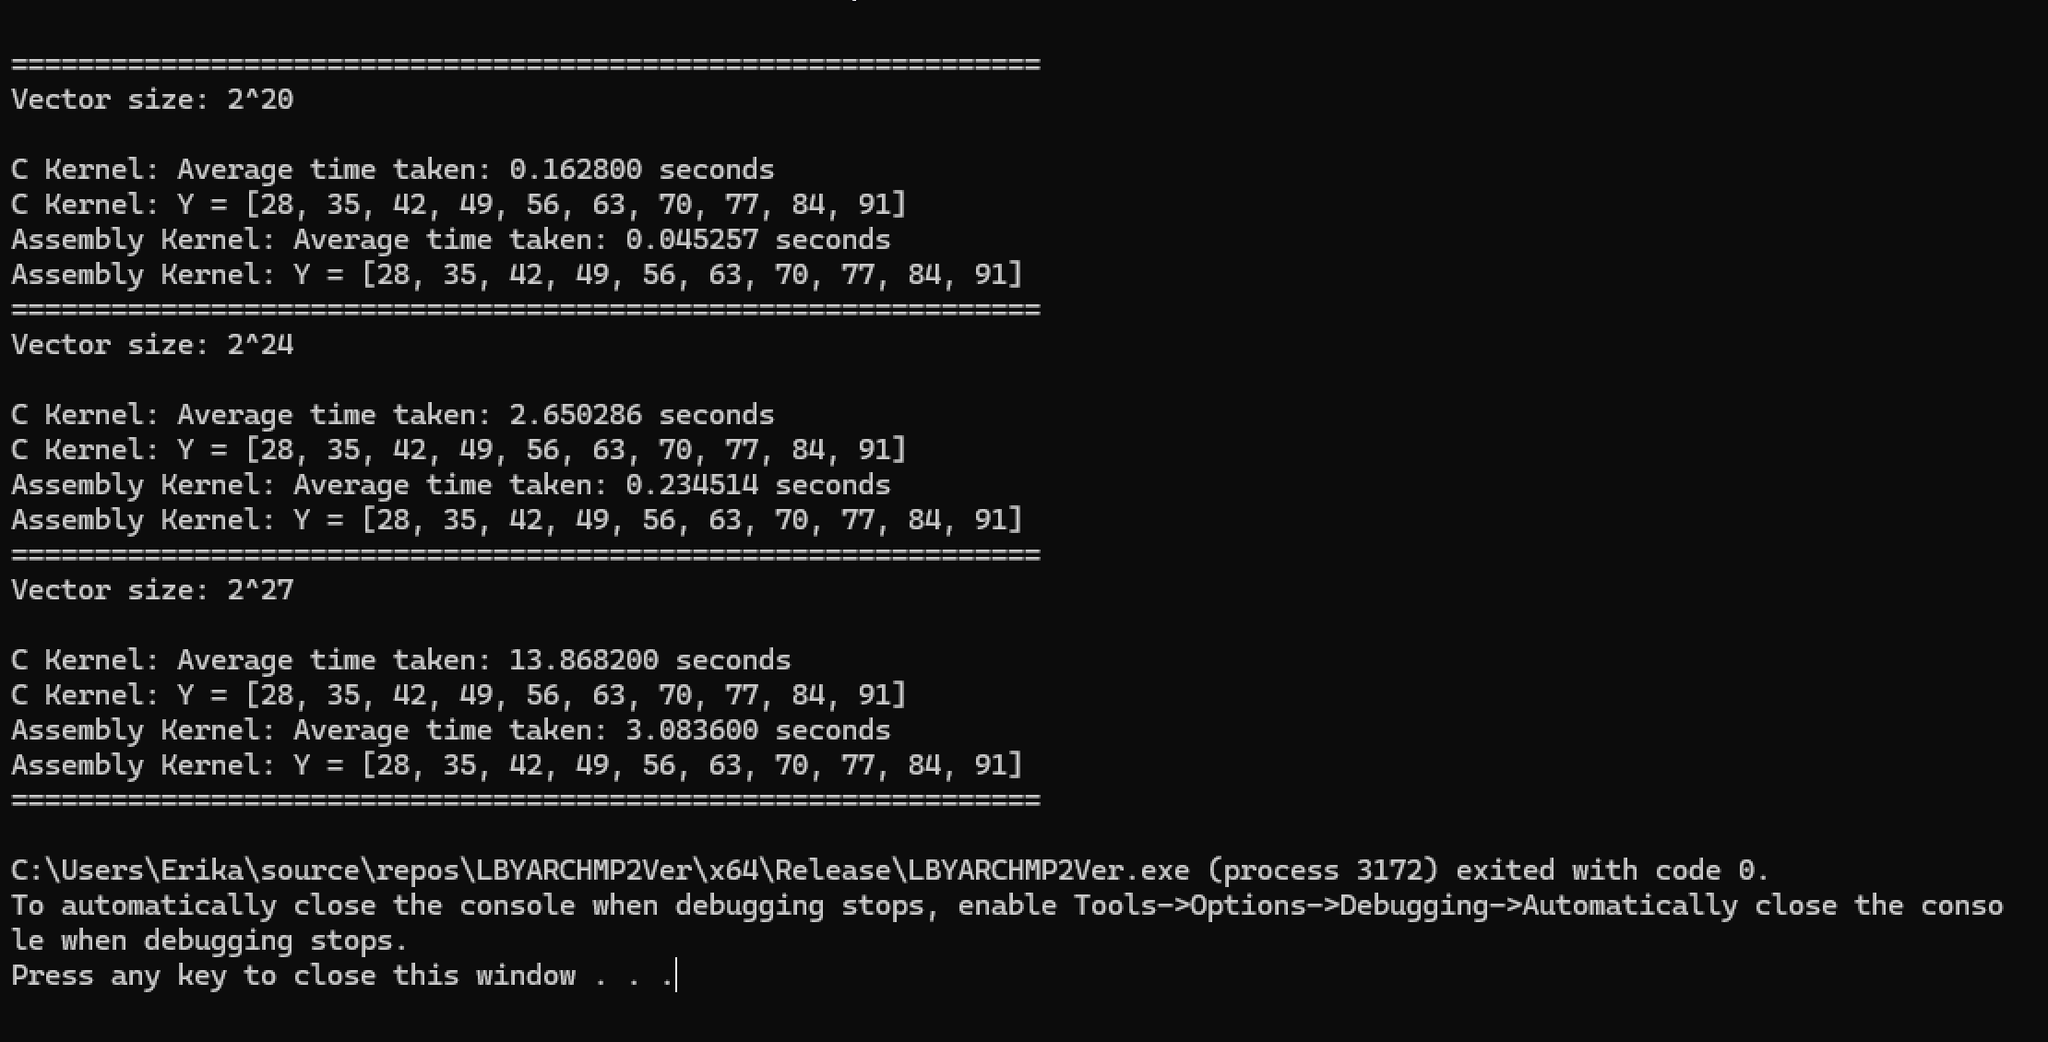 ==============================================================
Vector size: 2^20
C Kernel: Average time taken: 0.162800 seconds
C Kernel: Y = [28, 35, 42, 49, 56, 63, 70, 77, 84, 91]
Assembly Kernel: Average time taken: 0.045257 seconds
Assembly Kernel: Y = [28, 35, 42, 49, 56, 63, 70, 77, 84, 91]
==============================================================
Vector size: 2^24
C Kernel: Average time taken: 2.650286 seconds
C Kernel: Y = [28, 35, 42, 49, 56, 63, 70, 77, 84, 91]
Assembly Kernel: Average time taken: 0.234514 seconds
Assembly Kernel: Y = [28, 35, 42, 49, 56, 63, 70, 77, 84, 91]
==============================================================
Vector size: 2^27
C Kernel: Average time taken: 13.868200 seconds
C Kernel: Y = [28, 35, 42, 49, 56, 63, 70, 77, 84, 91]
Assembly Kernel: Average time taken: 3.083600 seconds
Assembly Kernel: Y = [28, 35, 42, 49, 56, 63, 70, 77, 84, 91]
==============================================================
C:\Users\Erika\source\repos\LBYARCHMP2Ver\x64\Release\LBYARCHMP2Ver.exe (process 3172) exited with code 0.
To automatically close the console when debugging stops, enable Tools->Options->Debugging->Automatically close the conso
le when debugging stops.
Press any key to close this window . . .